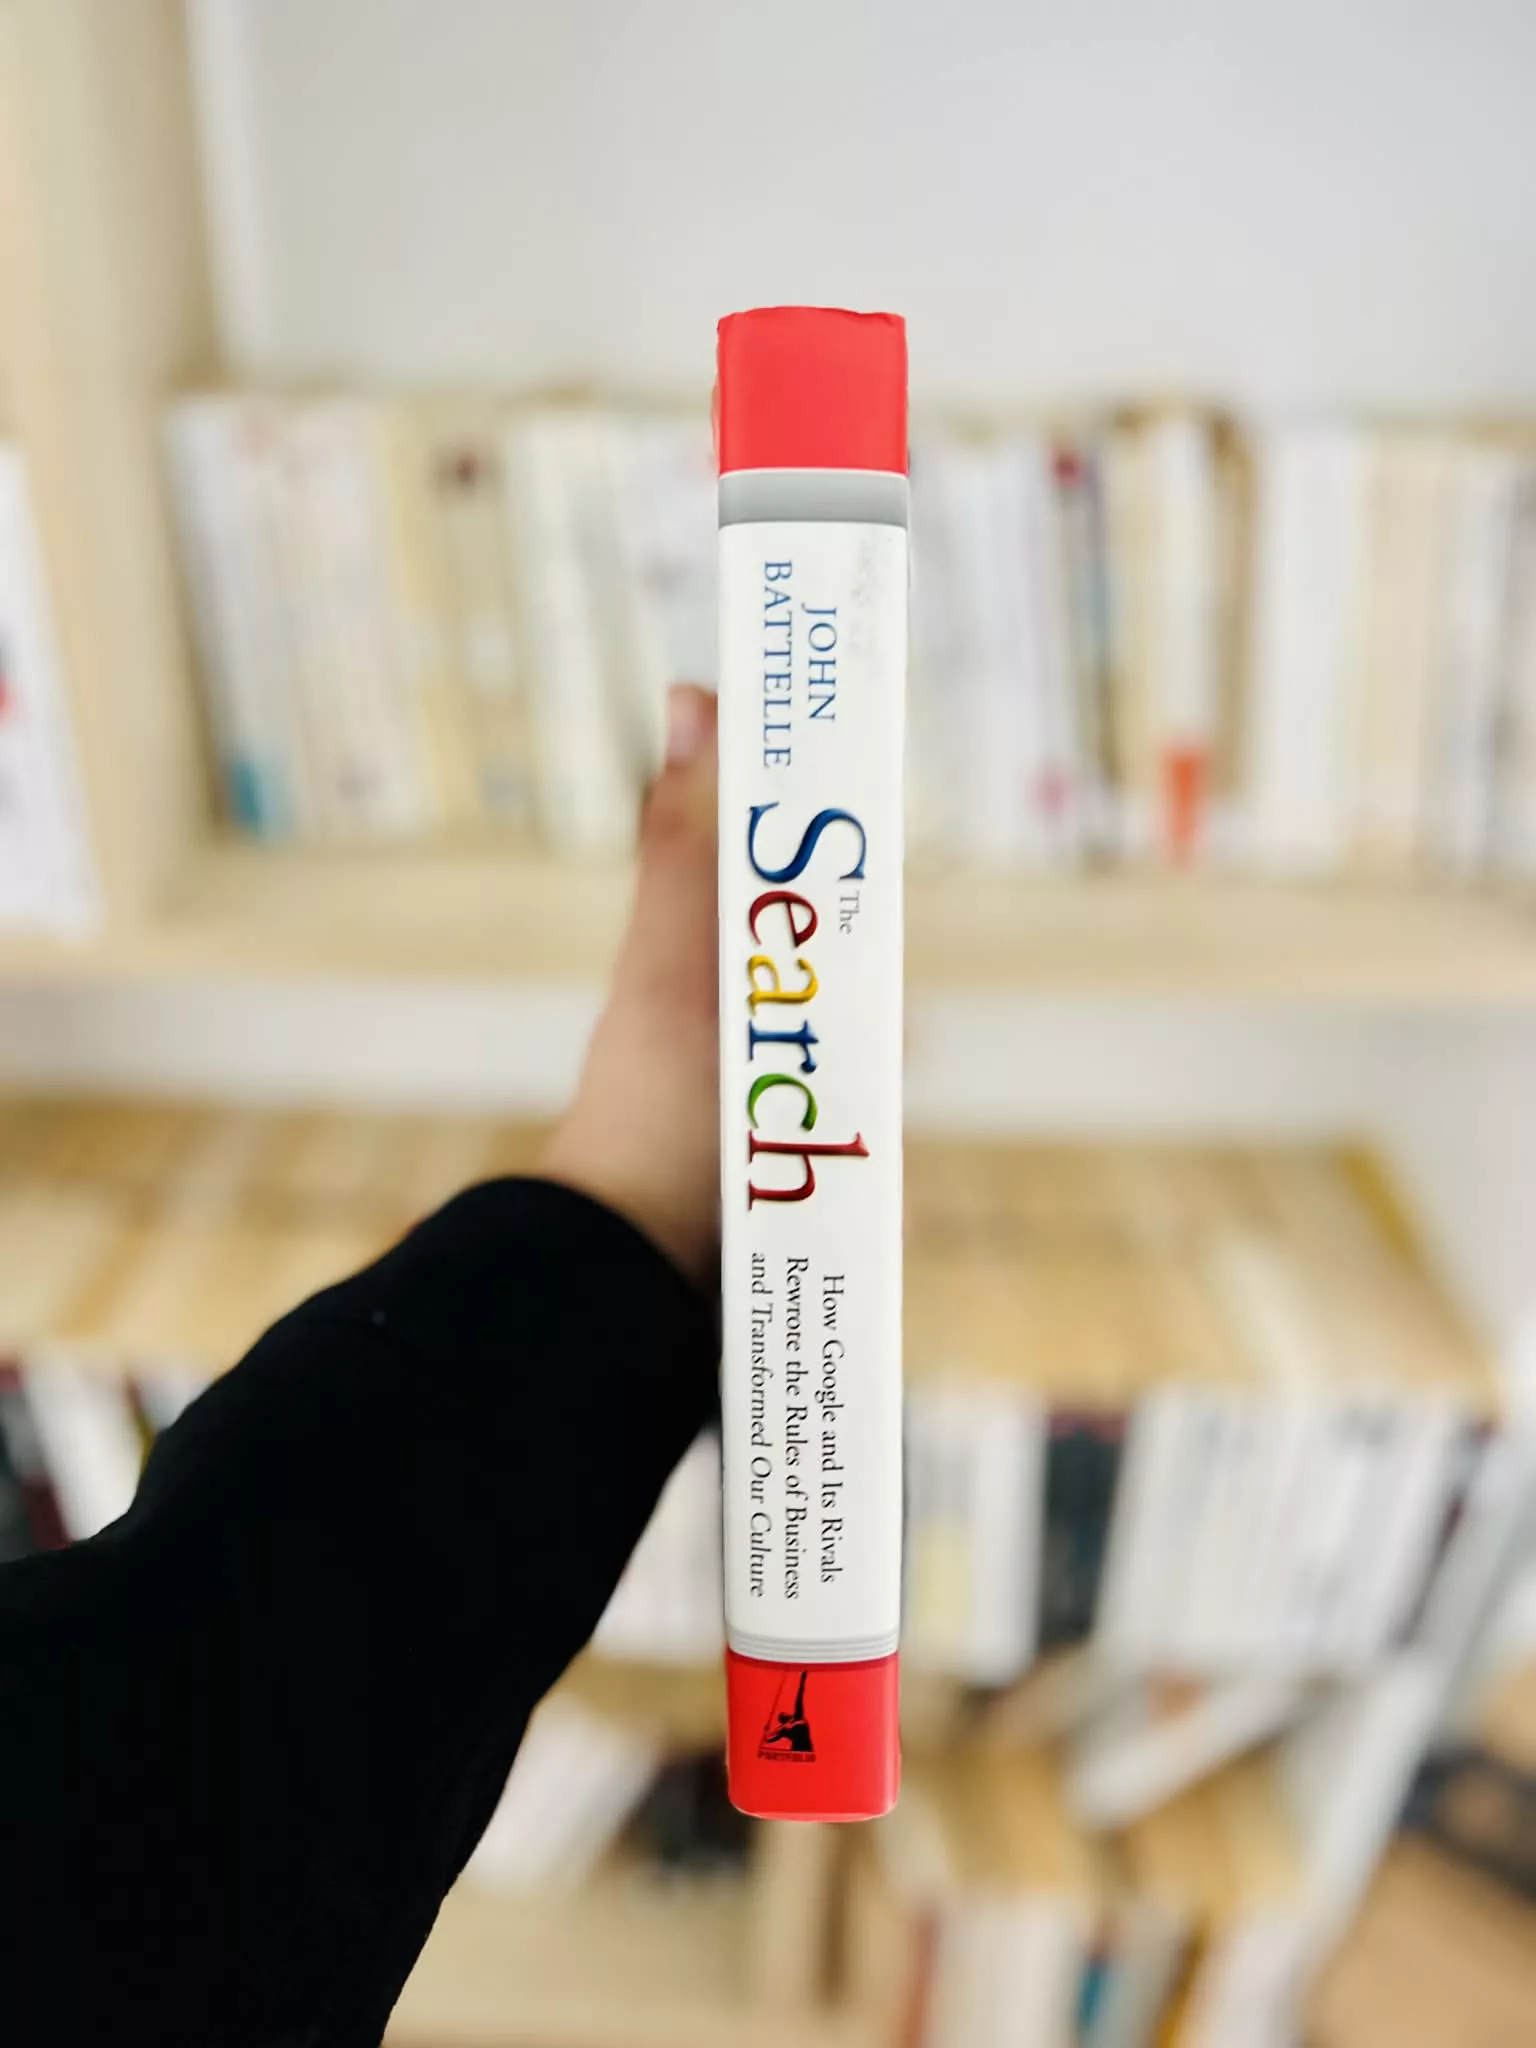 JOHN
BATTELLE
The
Search
How Google and Its Rivals
Rewrote the Rules of Business
and Transformed Our Culture
PORTFOLIO